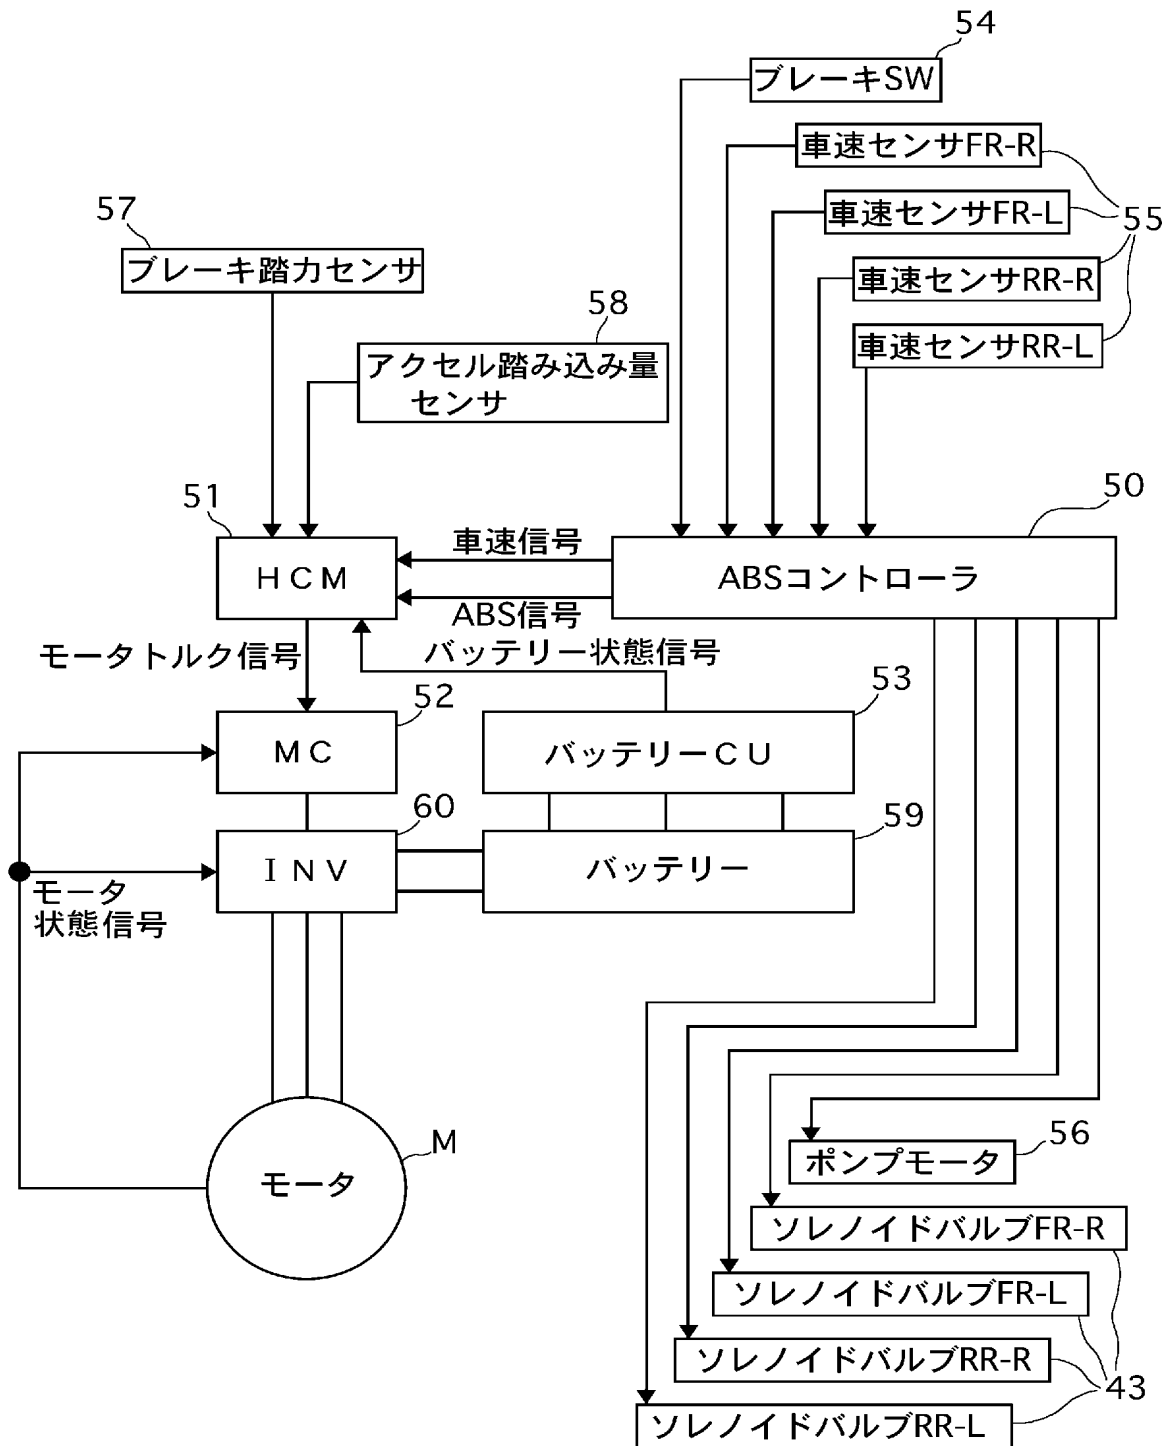 54
ブレーキSW
車速センサFR-R
57
車速センサFR-L
55
ブレーキ踏力センサ
車速センサRR-R
58
車速センサRR-L
アクセル踏み込み量
センサ
51
50
車速信号
HCM
ABSコントローラ
ABS信号
モータトルク信号
バッテリー状態信号
52
53
MC
バッテリーCU
60
59
INV
バッテリー
モータ
状態信号
M
モータ
56
ポンプモータ
ソレノイドバルブFR-R
ソレノイドバルブFR-L
ソレノイドバルブRR-R
43
ソレノイドバルブRR-L